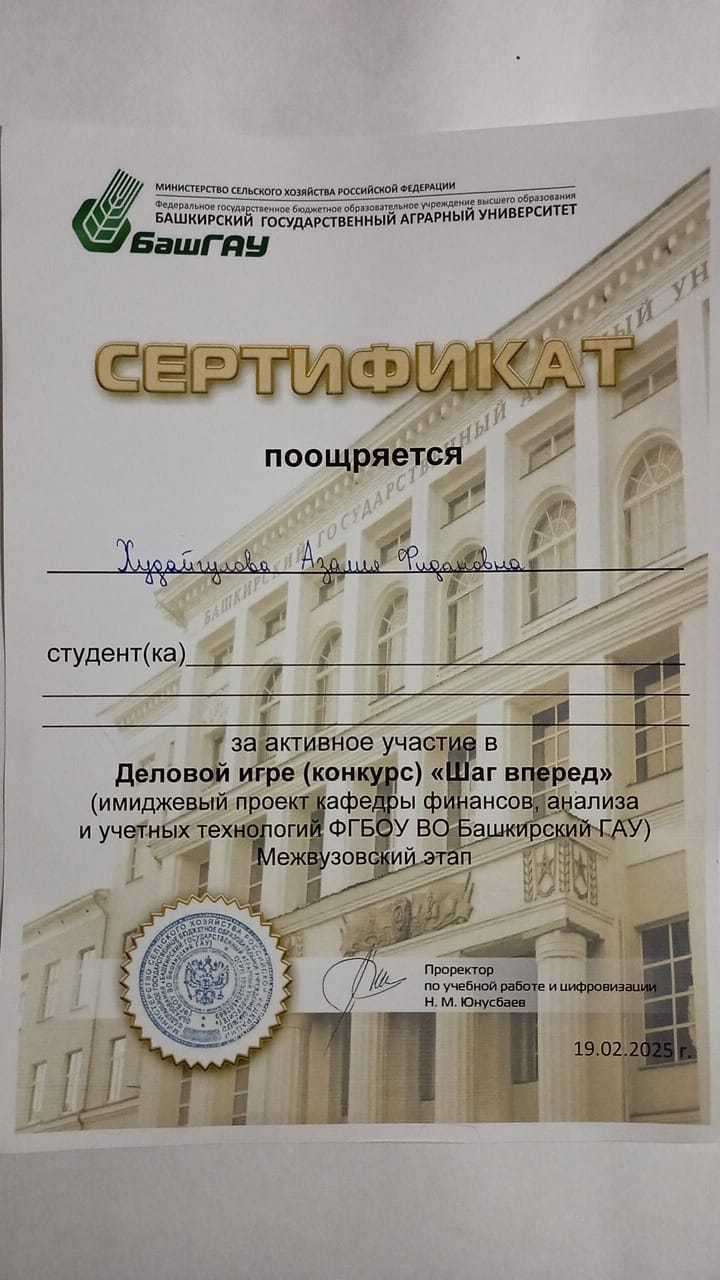 МИНИСТЕРСТВО СЕЛЬСКОГО ХОЗЯЙСТВА РОССИЙСКОЙ ФЕДЕРАЦИИ
Федеральное государственное бюджетное образовательное учреждение высшего образования
БАШКИРСКИЙ ГОСУДАРСТВЕННЫЙ АГРАРНЫЙ УНИВЕРСИТЕТ
БашГАУ
СЕРТИФИКАТ
поощряется
Худайгулова Азалия Фидановна
студент(ка)
за активное участие в
Деловой игре (конкурс) «Шаг вперед»
(имиджевый проект кафедры финансов, анализа
и учетных технологий ФГБОУ ВО Башкирский ГАУ)
Межвузовский этап
Проректор
по учебной работе и цифровизации
Н. М. Юнусбаев
19.02.2025 г.
БАШКИРСКИЙ ГОСУДАРСТВЕННЫЙ